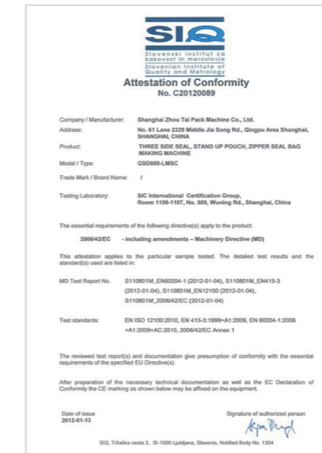 SIQ
Slovenski institut za
kakovost in meroslovje
Slovenian Institute of
Quality and Metrology
Attestation of Conformity
No. C20120089
Company / Manufacturer: Shanghai Zhou Tai Pack Machine Co., Ltd.
Address: No. 61 Lane 2329 Middle Jia Song Rd., Qingpu Area Shanghai,
SHANGHAI, CHINA
Product: THREE SIDE SEAL, STAND UP POUCH, ZIPPER SEAL BAG
MAKING MACHINE
Model / Type: GSD600-LMSC
Trade Mark / Brand Name: /
Testing Laboratory: SIC International Certification Group,
Room 1106-1107, No. 509, Wuning Rd., Shanghai, China
The essential requirements of the following directive(s) apply to the product:
2006/42/EC - including amendments – Machinery Directive (MD)
This attestation applies to the particular sample tested. The detailed test results and the
standard(s) used are listed in:
MD Test Report No. S110801M_EN60204-1 (2012-01-04), S110801M_EN415-3
(2012-01-04), S110801M_EN12100 (2012-01-04),
S110801M_2006/42/EC (2012-01-04)
Test standards: EN ISO 12100:2010, EN 415-3:1999+A1:2009, EN 60204-1:2006
+A1:2009+AC:2010, 2006/42/EC Annex 1
The reviewed test report(s) and documentation give presumption of conformity with the essential
requirements of the specified EU Directive(s).
After preparation of the necessary technical documentation as well as the EC Declaration of
Conformity the CE marking as shown below may be affixed on the equipment.
Date of issue
2012-01-13
Signature of authorized person
SIQ, Tržaška cesta 2, SI-1000 Ljubljana, Slovenia, Notified Body No. 1304